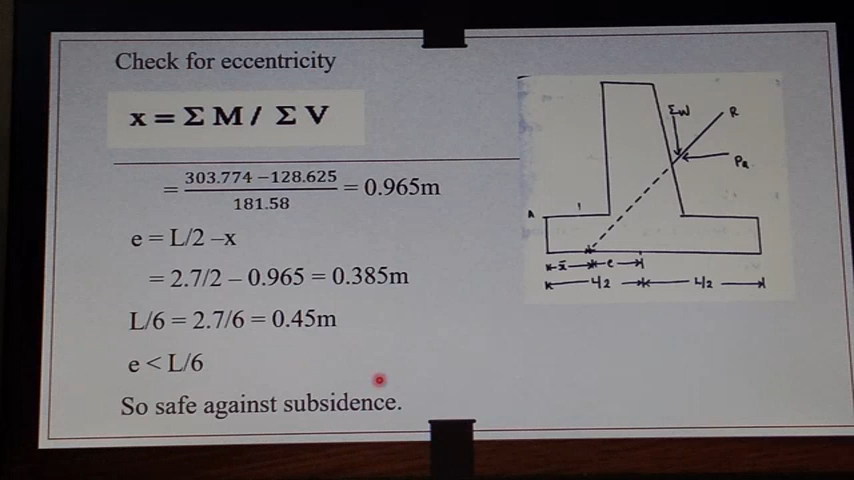 Check for eccentricity
x = Σ M / Σ V
= 303.774 −128.625 / 181.58 = 0.965m
e = L/2 –x
= 2.7/2 – 0.965 = 0.385m
L/6 = 2.7/6 = 0.45m
e < L/6
So safe against subsidence.
ΣW R
Pa
A
x̄ e
L/2 L/2